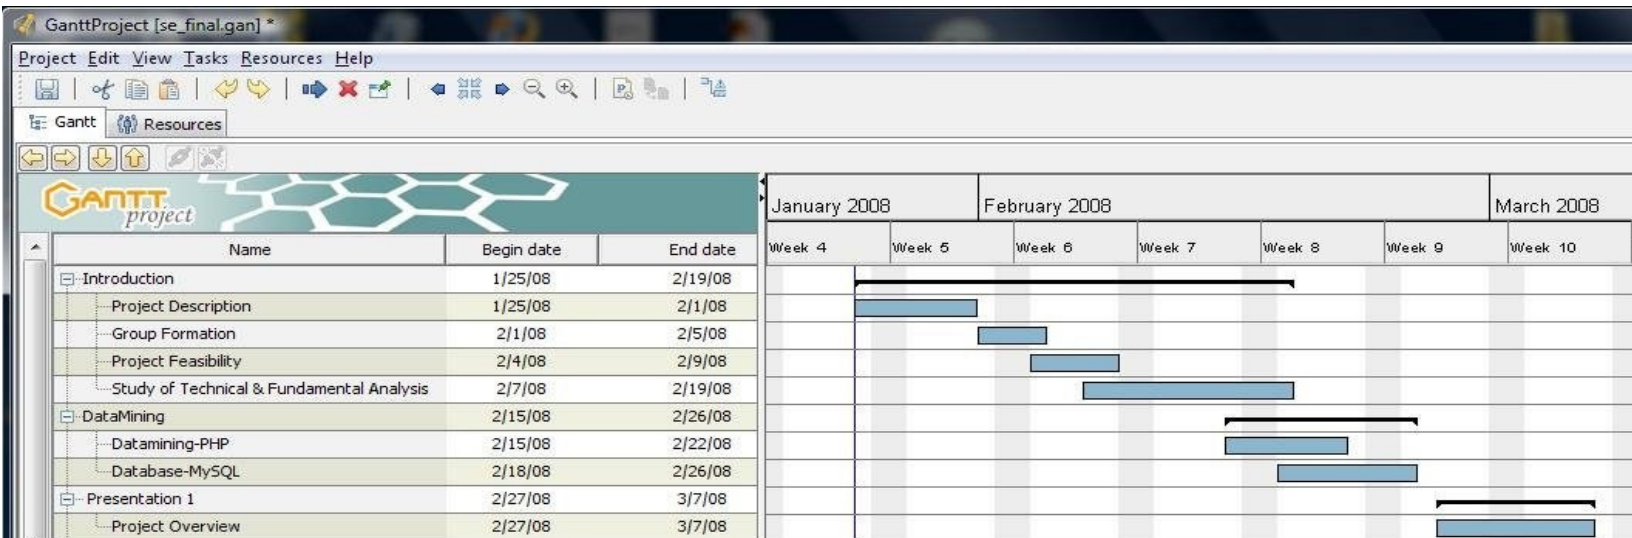 GanttProject [se_final.gan] *
Project Edit View Tasks Resources Help
Gantt Resources
GANTT project
January 2008 February 2008 March 2008
Name Begin date End date Week 4 Week 5 Week 6 Week 7 Week 8 Week 9 Week 10
Introduction 1/25/08 2/19/08
Project Description 1/25/08 2/1/08
Group Formation 2/1/08 2/5/08
Project Feasibility 2/4/08 2/9/08
Study of Technical & Fundamental Analysis 2/7/08 2/19/08
DataMining 2/15/08 2/26/08
Datamining-PHP 2/15/08 2/22/08
Database-MySQL 2/18/08 2/26/08
Presentation 1 2/27/08 3/7/08
Project Overview 2/27/08 3/7/08